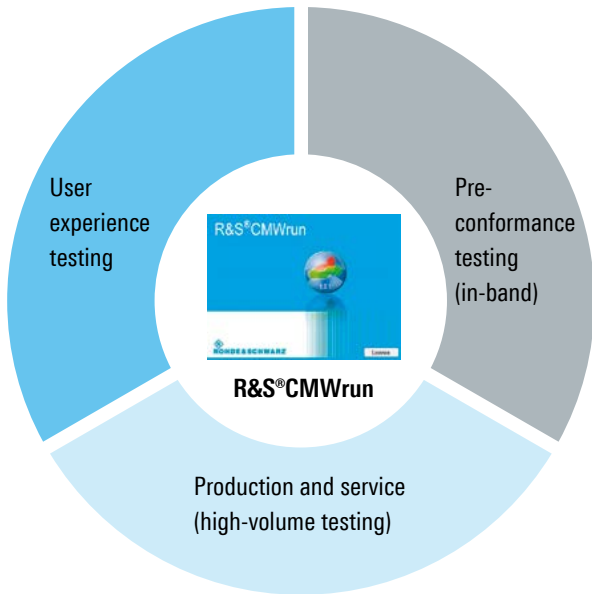 User
experience
testing
Pre-
conformance
testing
(in-band)
R&S®CMWrun
ROHDE&SCHWARZ
R&S®CMWrun
Production and service
(high-volume testing)